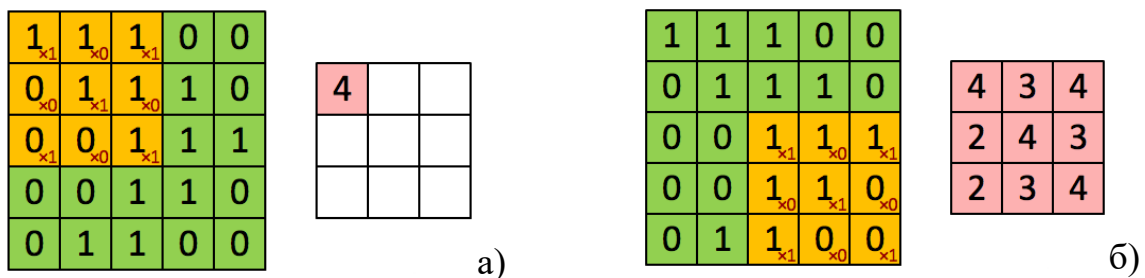 1×1 1×0 1×1 0 0
0×0 1×1 1×0 1 0
0×1 0×0 1×1 1 1
0 0 1 1 0
0 1 1 0 0
4
а)
1 1 1 0 0
0 1 1 1 0
0 0 1×1 1×0 1×1
0 0 1×0 1×1 0×0
0 1 1×1 0×0 0×1
4 3 4
2 4 3
2 3 4
б)